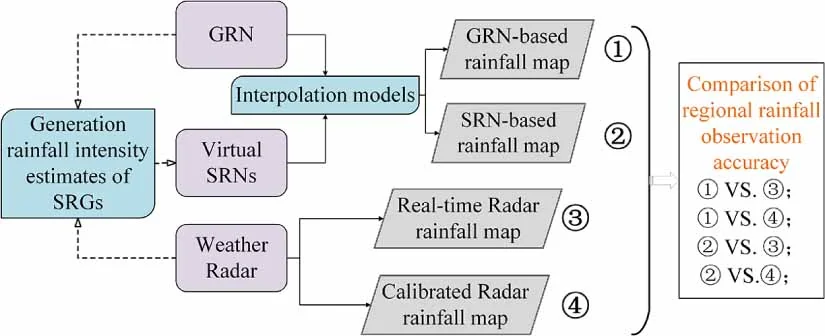 GRN
Generation
rainfall intensity
estimates of
SRGs
Virtual
SRNs
Weather
Radar
Interpolation models
GRN-based
rainfall map
①
SRN-based
rainfall map
②
Real-time Radar
rainfall map
③
Calibrated Radar
rainfall map
④
Comparison of
regional rainfall
observation
accuracy
① VS. ③；
① VS. ④；
② VS. ③；
② VS.④；